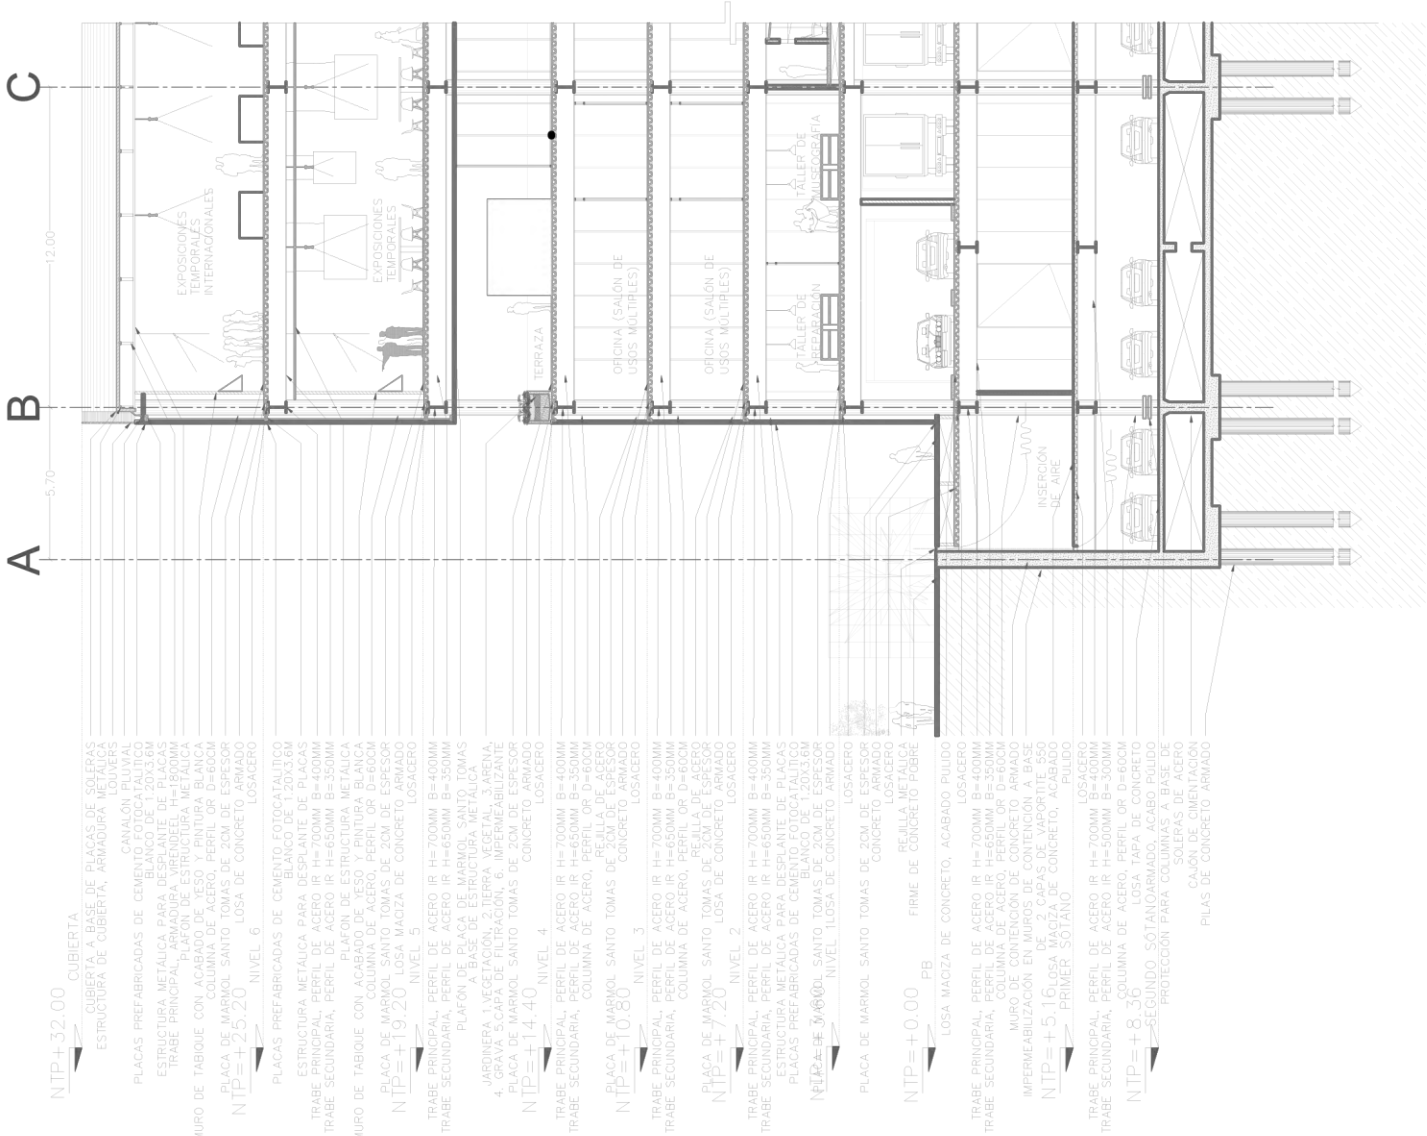 C
B
A
12.00
5.70
EXPOSICIONES
TEMPORALES
INTERNACIONALES
EXPOSICIONES
TEMPORALES
TERRAZA
OFICINA (SALÓN DE
USOS MÚLTIPLES)
OFICINA (SALÓN DE
USOS MÚLTIPLES)
TALLER DE
MUSEOGRAFIA
TALLER DE
REPARACIÓN
INSERCIÓN
DE AIRE
NTP+32.00 CUBIERTA
CUBIERTA A BASE DE PLACAS DE SOLERAS
ESTRUCTURA DE CUBIERTA, ARMADURA METÁLICA
LOUVERS
CANALÓN PLUVIAL
PLACAS PREFABRICADAS DE CEMENTO FOTOCATALÍTICO
BLANCO DE 1.20X3.6M
ESTRUCTURA METÁLICA PARA DESPLANTE DE PLACAS
TRABE PRINCIPAL, ARMADURA VIRENDEEL H=1800MM
PLAFÓN DE ESTRUCTURA METÁLICA
MURO DE TABIQUE CON ACABADO DE YESO Y PINTURA BLANCA
COLUMNA DE ACERO, PERFIL OR D=60CM
PLACA DE MARMOL SANTO TOMAS DE 2CM DE ESPESOR
LOSA DE CONCRETO ARMADO
NTP=+25.20 NIVEL 6
LOSACERO
PLACAS PREFABRICADAS DE CEMENTO FOTOCATALÍTICO
BLANCO DE 1.20X3.6M
ESTRUCTURA METÁLICA PARA DESPLANTE DE PLACAS
TRABE PRINCIPAL, PERFIL DE ACERO IR H=700MM B=400MM
TRABE SECUNDARIA, PERFIL DE ACERO IR H=650MM B=350MM
PLAFÓN DE ESTRUCTURA METÁLICA
MURO DE TABIQUE CON ACABADO DE YESO Y PINTURA BLANCA
COLUMNA DE ACERO, PERFIL OR D=60CM
PLACA DE MARMOL SANTO TOMAS DE 2CM DE ESPESOR
LOSA MACIZA DE CONCRETO ARMADO
NTP=+19.20 NIVEL 5
LOSACERO
TRABE PRINCIPAL, PERFIL DE ACERO IR H=700MM B=400MM
TRABE SECUNDARIA, PERFIL DE ACERO IR H=650MM B=350MM
PLAFÓN DE PLACA DE MARMOL SANTO TOMAS
A BASE DE ESTRUCTURA METÁLICA
JARDINERA 1.VEGETACIÓN, 2.TIERRA VEGETAL, 3.ARENA,
4. GRAVA 5.CAPA DE FILTRACIÓN, 6. IMPERMEABILIZANTE
PLACA DE MARMOL SANTO TOMAS DE 2CM DE ESPESOR
CONCRETO ARMADO
NTP=+14.40 NIVEL 4
LOSACERO
TRABE PRINCIPAL, PERFIL DE ACERO IR H=700MM B=400MM
TRABE SECUNDARIA, PERFIL DE ACERO IR H=650MM B=350MM
COLUMNA DE ACERO, PERFIL OR D=60CM
REJILLA DE ACERO
PLACA DE MARMOL SANTO TOMAS DE 2CM DE ESPESOR
CONCRETO ARMADO
NTP=+10.80 NIVEL 3
LOSACERO
TRABE PRINCIPAL, PERFIL DE ACERO IR H=700MM B=400MM
TRABE SECUNDARIA, PERFIL DE ACERO IR H=650MM B=350MM
COLUMNA DE ACERO, PERFIL OR D=60CM
REJILLA DE ACERO
PLACA DE MARMOL SANTO TOMAS DE 2CM DE ESPESOR
LOSA DE CONCRETO ARMADO
NTP=+7.20 NIVEL 2
LOSACERO
TRABE PRINCIPAL, PERFIL DE ACERO IR H=700MM B=400MM
TRABE SECUNDARIA, PERFIL DE ACERO IR H=650MM B=350MM
ESTRUCTURA METÁLICA PARA DESPLANTE DE PLACAS
PLACAS PREFABRICADAS DE CEMENTO FOTOCATALÍTICO
BLANCO DE 1.20X3.6M
PLACA DE MARMOL SANTO TOMAS DE 2CM DE ESPESOR
NIVEL 1 LOSA DE CONCRETO ARMADO
LOSACERO
PLACA DE MARMOL SANTO TOMAS DE 2CM DE ESPESOR
CONCRETO ARMADO
LOSACERO
REJILLA METÁLICA
FIRME DE CONCRETO POBRE
NTP=+0.00 PB
LOSA MACIZA DE CONCRETO, ACABADO PULIDO
LOSACERO
TRABE PRINCIPAL, PERFIL DE ACERO IR H=700MM B=400MM
TRABE SECUNDARIA, PERFIL DE ACERO IR H=650MM B=350MM
COLUMNA DE ACERO, PERFIL OR D=60CM
MURO DE CONTENCIÓN DE CONCRETO ARMADO
IMPERMEABILIZACIÓN EN MUROS DE CONTENCIÓN A BASE
DE 2 CAPAS DE VAPORTITE 550
LOSA MACIZA DE CONCRETO, ACABADO
PULIDO
NTP=+5.16 PRIMER SÓTANO
LOSACERO
TRABE PRINCIPAL, PERFIL DE ACERO IR H=700MM B=400MM
TRABE SECUNDARIA, PERFIL DE ACERO IR H=500MM B=300MM
COLUMNA DE ACERO, PERFIL OR D=60CM
LOSA TAPA DE CONCRETO
ARMADO, ACABO PULIDO
NTP=+8.36 SEGUNDO SÓTANO
PROTECCIÓN PARA COLUMNAS A BASE DE
SOLERAS DE ACERO
CAJÓN DE CIMENTACIÓN
PILAS DE CONCRETO ARMADO